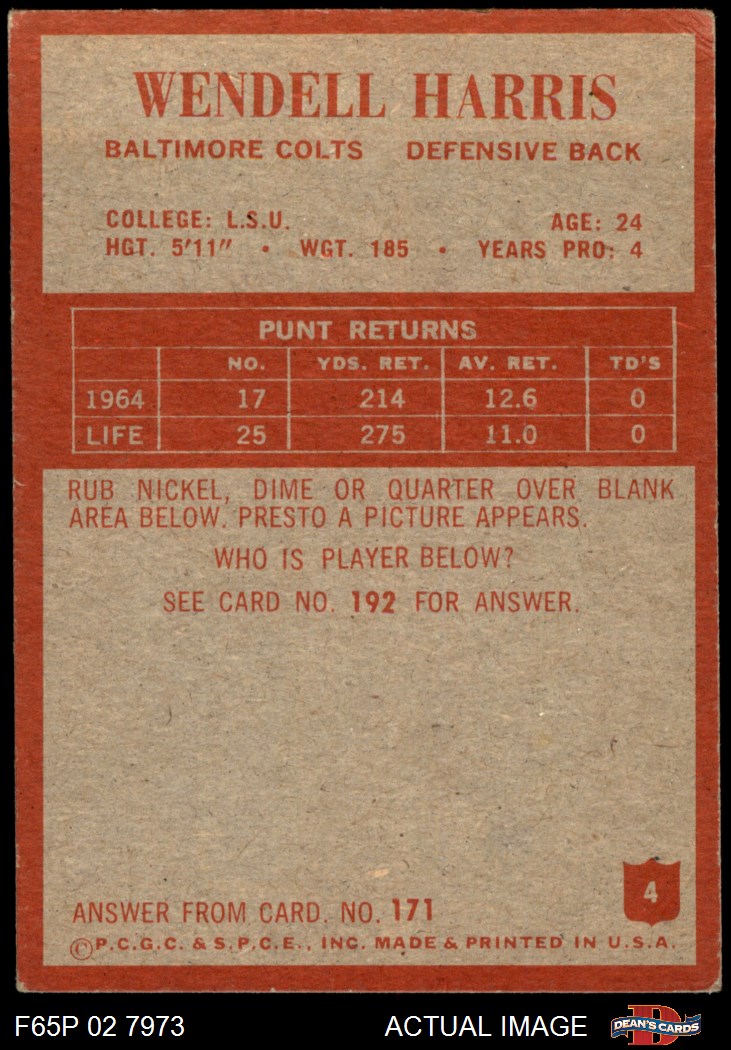 WENDELL HARRIS
BALTIMORE COLTS DEFENSIVE BACK
COLLEGE: L.S.U. AGE: 24
HGT. 5'11" • WGT. 185 • YEARS PRO: 4
PUNT RETURNS
NO. YDS. RET. AV. RET. TD'S
1964 17 214 12.6 0
LIFE 25 275 11.0 0
RUB NICKEL, DIME OR QUARTER OVER BLANK
AREA BELOW. PRESTO A PICTURE APPEARS.
WHO IS PLAYER BELOW?
SEE CARD NO. 192 FOR ANSWER.
4
ANSWER FROM CARD. NO. 171
©P.C.G.C. & S.P.C.E., INC. MADE & PRINTED IN U.S.A.
F65P 02 7973 ACTUAL IMAGE D DEAN'S CARDS